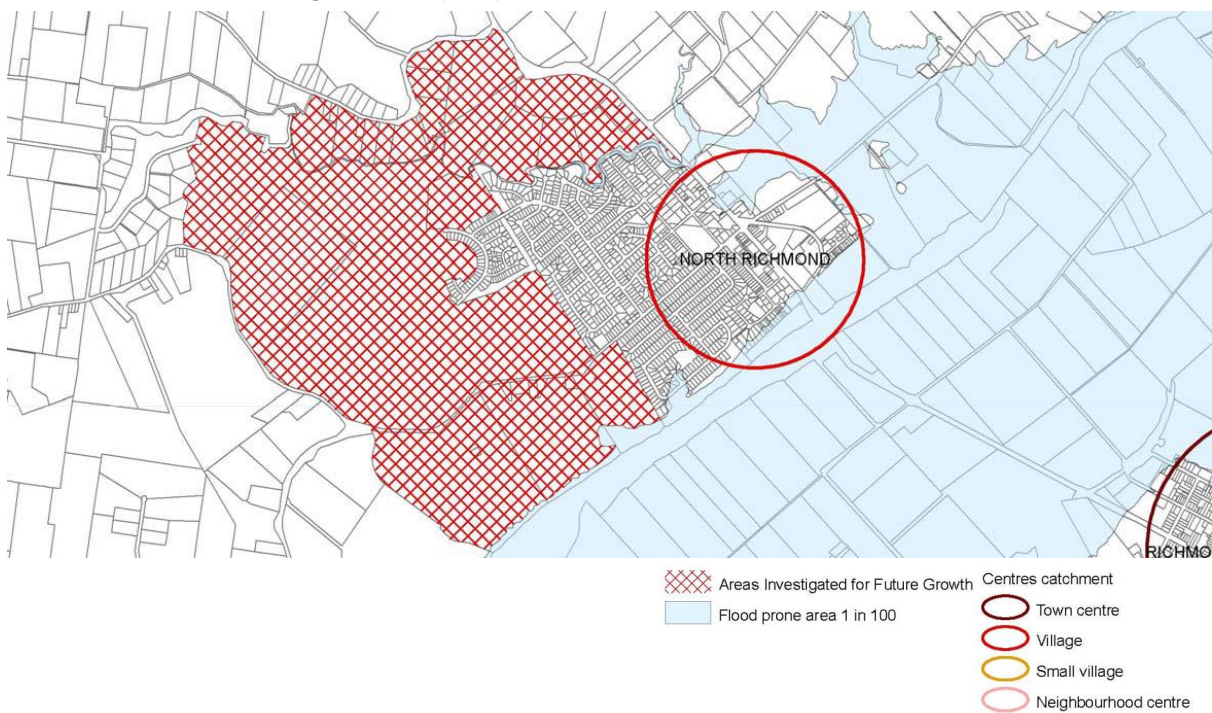 NORTH RICHMOND
RICHMO
Areas Investigated for Future Growth
Flood prone area 1 in 100
Centres catchment
Town centre
Village
Small village
Neighbourhood centre